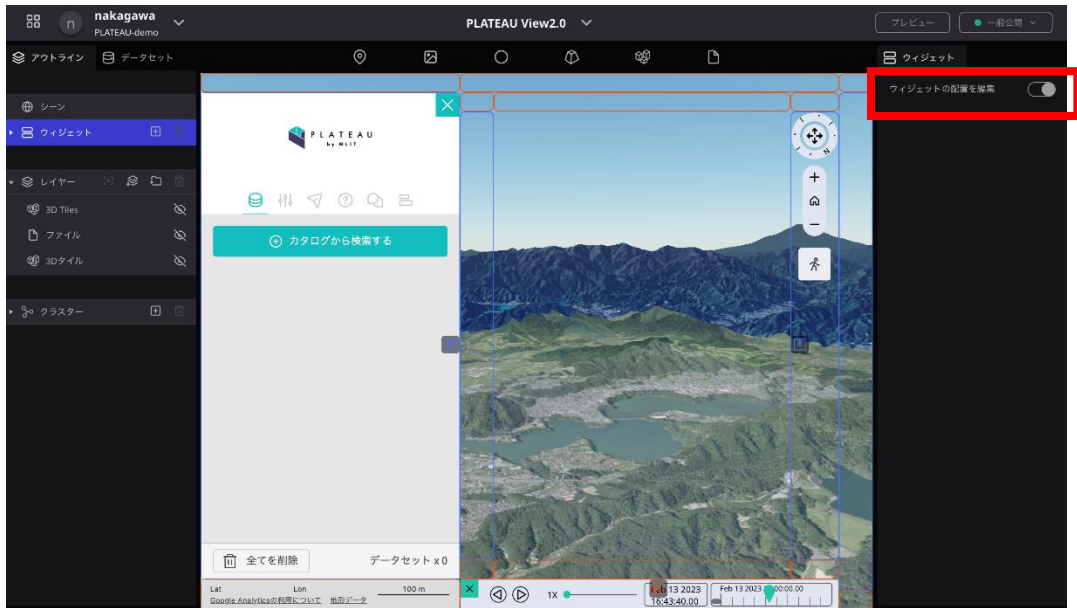 n
nakagawa
PLATEAU-demo
PLATEAU View2.0
プレビュー
一般公開
アウトライン
データセット
ウィジェット
ウィジェットの配置を編集
シーン
ウィジェット
レイヤー
3D Tiles
ファイル
3Dタイル
クラスター
PLATEAU
by MLIT
カタログから検索する
全てを削除
データセット x 0
Lat Lon 100 m
Google Analyticsの利用について 地形データ
N
1X
Feb 13 2023
16:43:40.00
Feb 13 2023 00:00:00.00